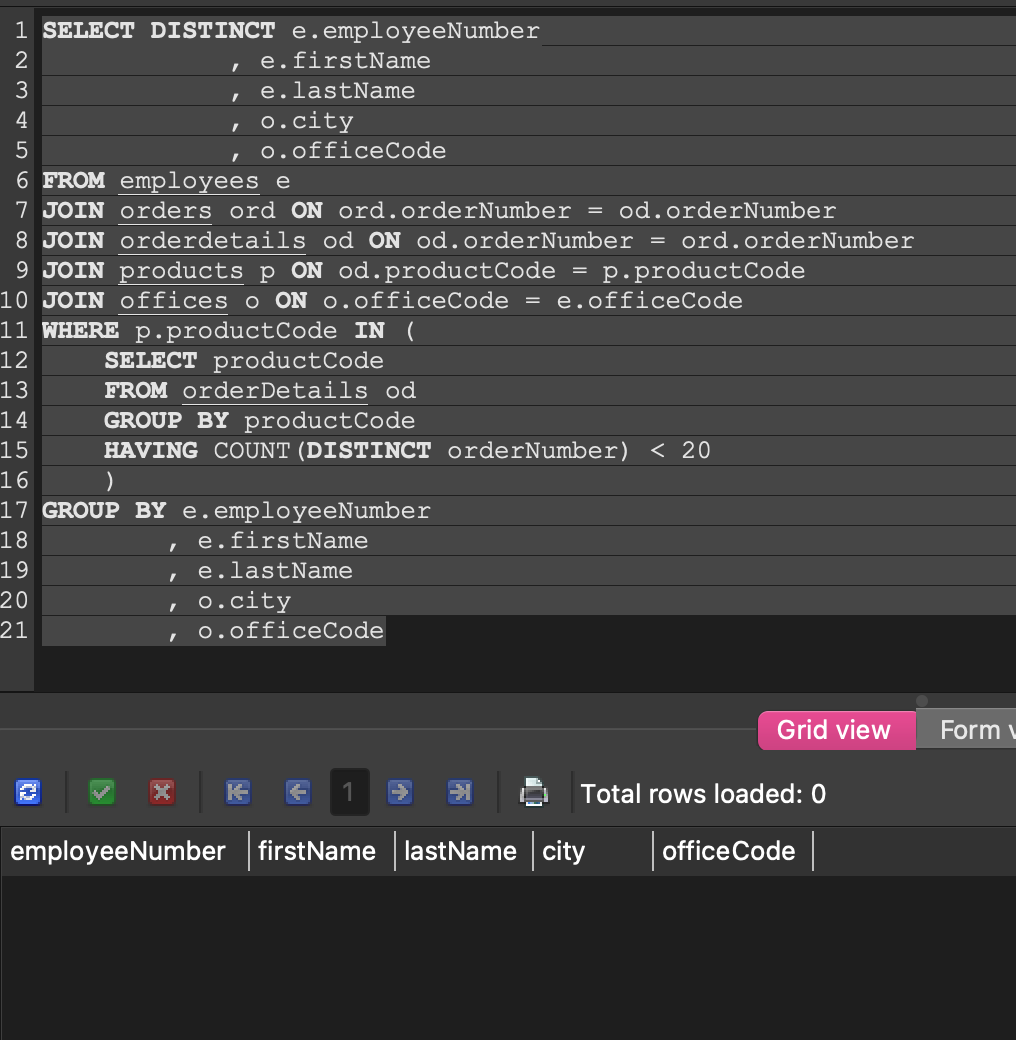 1 SELECT DISTINCT e.employeeNumber
2 , e.firstName
3 , e.lastName
4 , o.city
5 , o.officeCode
6 FROM employees e
7 JOIN orders ord ON ord.orderNumber = od.orderNumber
8 JOIN orderdetails od ON od.orderNumber = ord.orderNumber
9 JOIN products p ON od.productCode = p.productCode
10 JOIN offices o ON o.officeCode = e.officeCode
11 WHERE p.productCode IN (
12 SELECT productCode
13 FROM orderDetails od
14 GROUP BY productCode
15 HAVING COUNT(DISTINCT orderNumber) < 20
16 )
17 GROUP BY e.employeeNumber
18 , e.firstName
19 , e.lastName
20 , o.city
21 , o.officeCode
Grid view Form v
1 Total rows loaded: 0
employeeNumber firstName lastName city officeCode